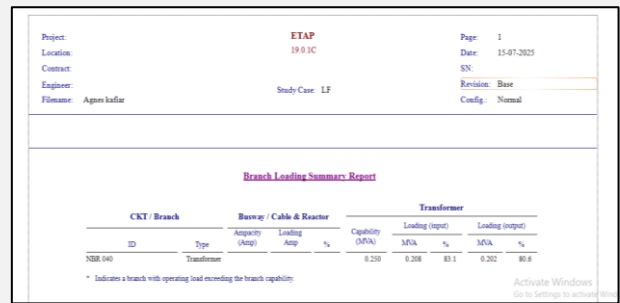 Project: ETAP Page: 1
Location: 19.0.1C Date: 15-07-2025
Contract: SN:
Engineer: Study Case: LF Revision: Base
Filename: Agnes kafiar Config.: Normal
Branch Loading Summary Report
CKT / Branch Busway / Cable & Reactor Transformer
ID Type Ampacity (Amp) Loading Amp % Capability (MVA) Loading (input) Loading (output)
MVA % MVA %
NBR 040 Transformer 0.250 0.208 83.1 0.202 80.6
* Indicates a branch with operating load exceeding the branch capability.
Activate Windows
Go to Settings to activate Wind